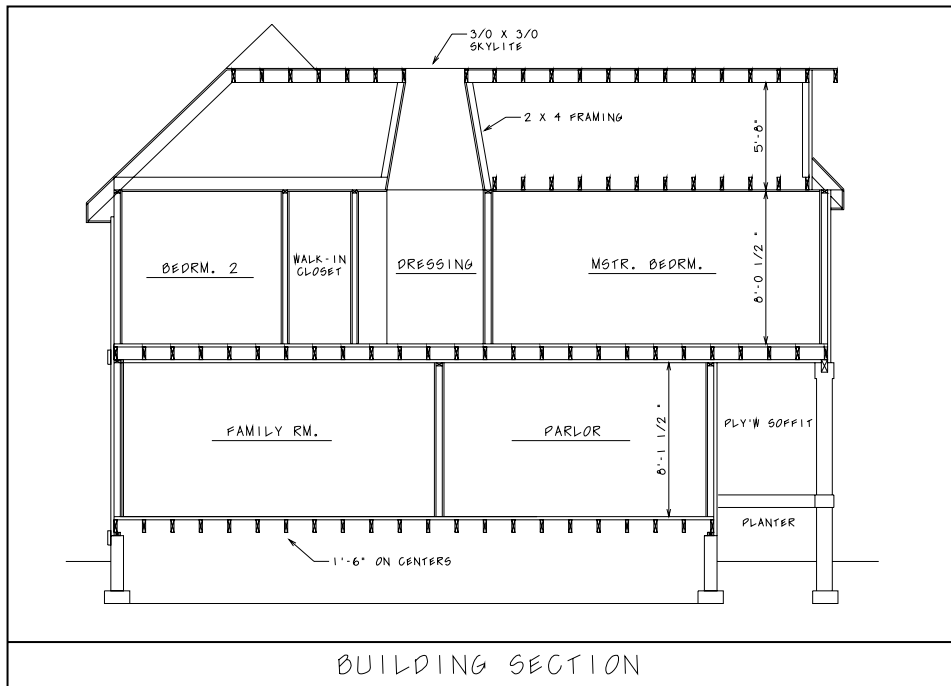 3/0 X 3/0
SKYLITE
2 X 4 FRAMING
5'-8"
BEDRM. 2
WALK-IN
CLOSET
DRESSING
MSTR. BEDRM.
8'-0 1/2 "
FAMILY RM.
PARLOR
8'-1 1/2 "
PLY'W SOFFIT
PLANTER
1'-6" ON CENTERS
BUILDING SECTION